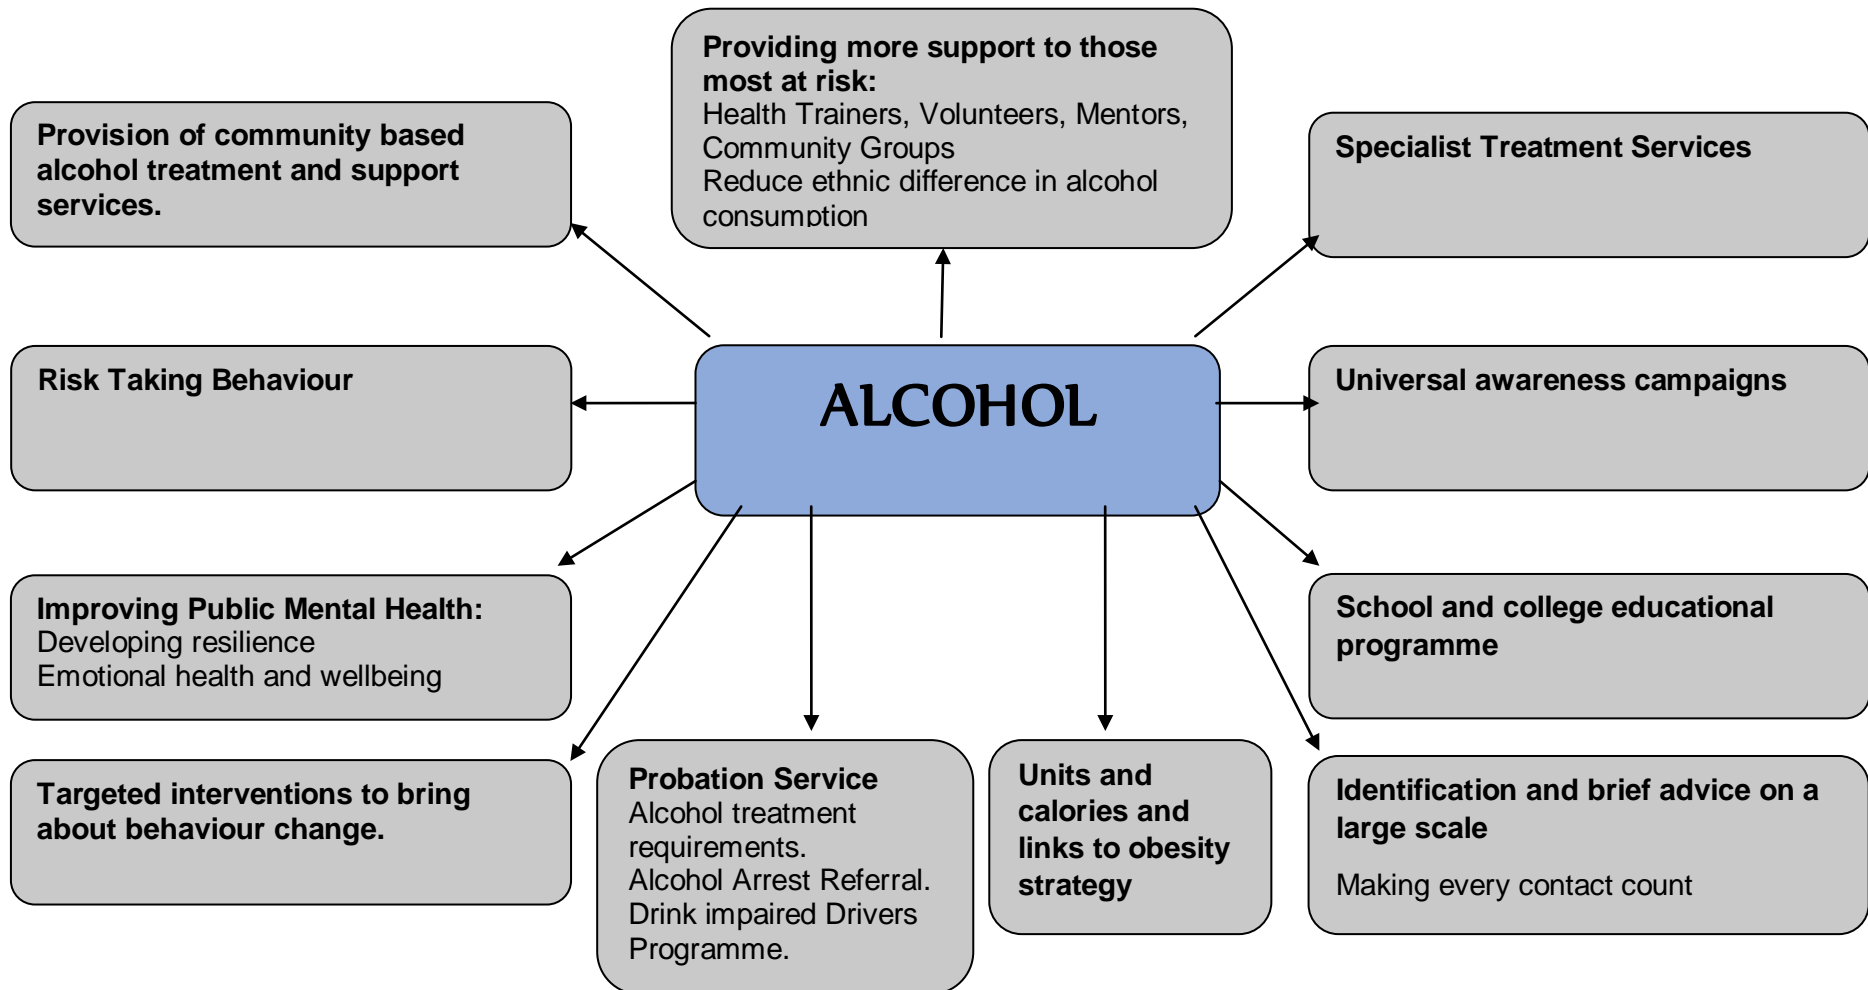 Providing more support to those
most at risk:
Health Trainers, Volunteers, Mentors,
Community Groups
Reduce ethnic difference in alcohol
consumption
Provision of community based
alcohol treatment and support
services.
Specialist Treatment Services
Risk Taking Behaviour
ALCOHOL
Universal awareness campaigns
Improving Public Mental Health:
Developing resilience
Emotional health and wellbeing
School and college educational
programme
Targeted interventions to bring
about behaviour change.
Probation Service
Alcohol treatment
requirements.
Alcohol Arrest Referral.
Drink impaired Drivers
Programme.
Units and
calories and
links to obesity
strategy
Identification and brief advice on a
large scale
Making every contact count